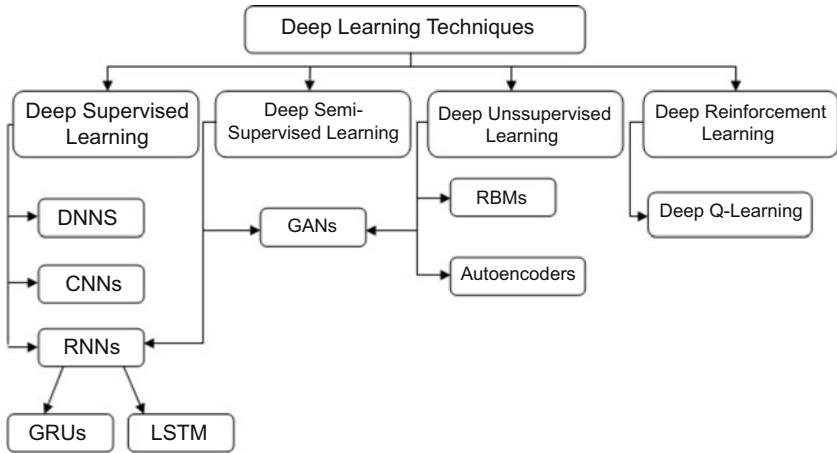 Deep Learning Techniques
Deep Supervised
Learning
Deep Semi-
Supervised Learning
Deep Unssupervised
Learning
Deep Reinforcement
Learning
DNNS
CNNs
RNNs
GRUs
LSTM
GANs
RBMs
Autoencoders
Deep Q-Learning